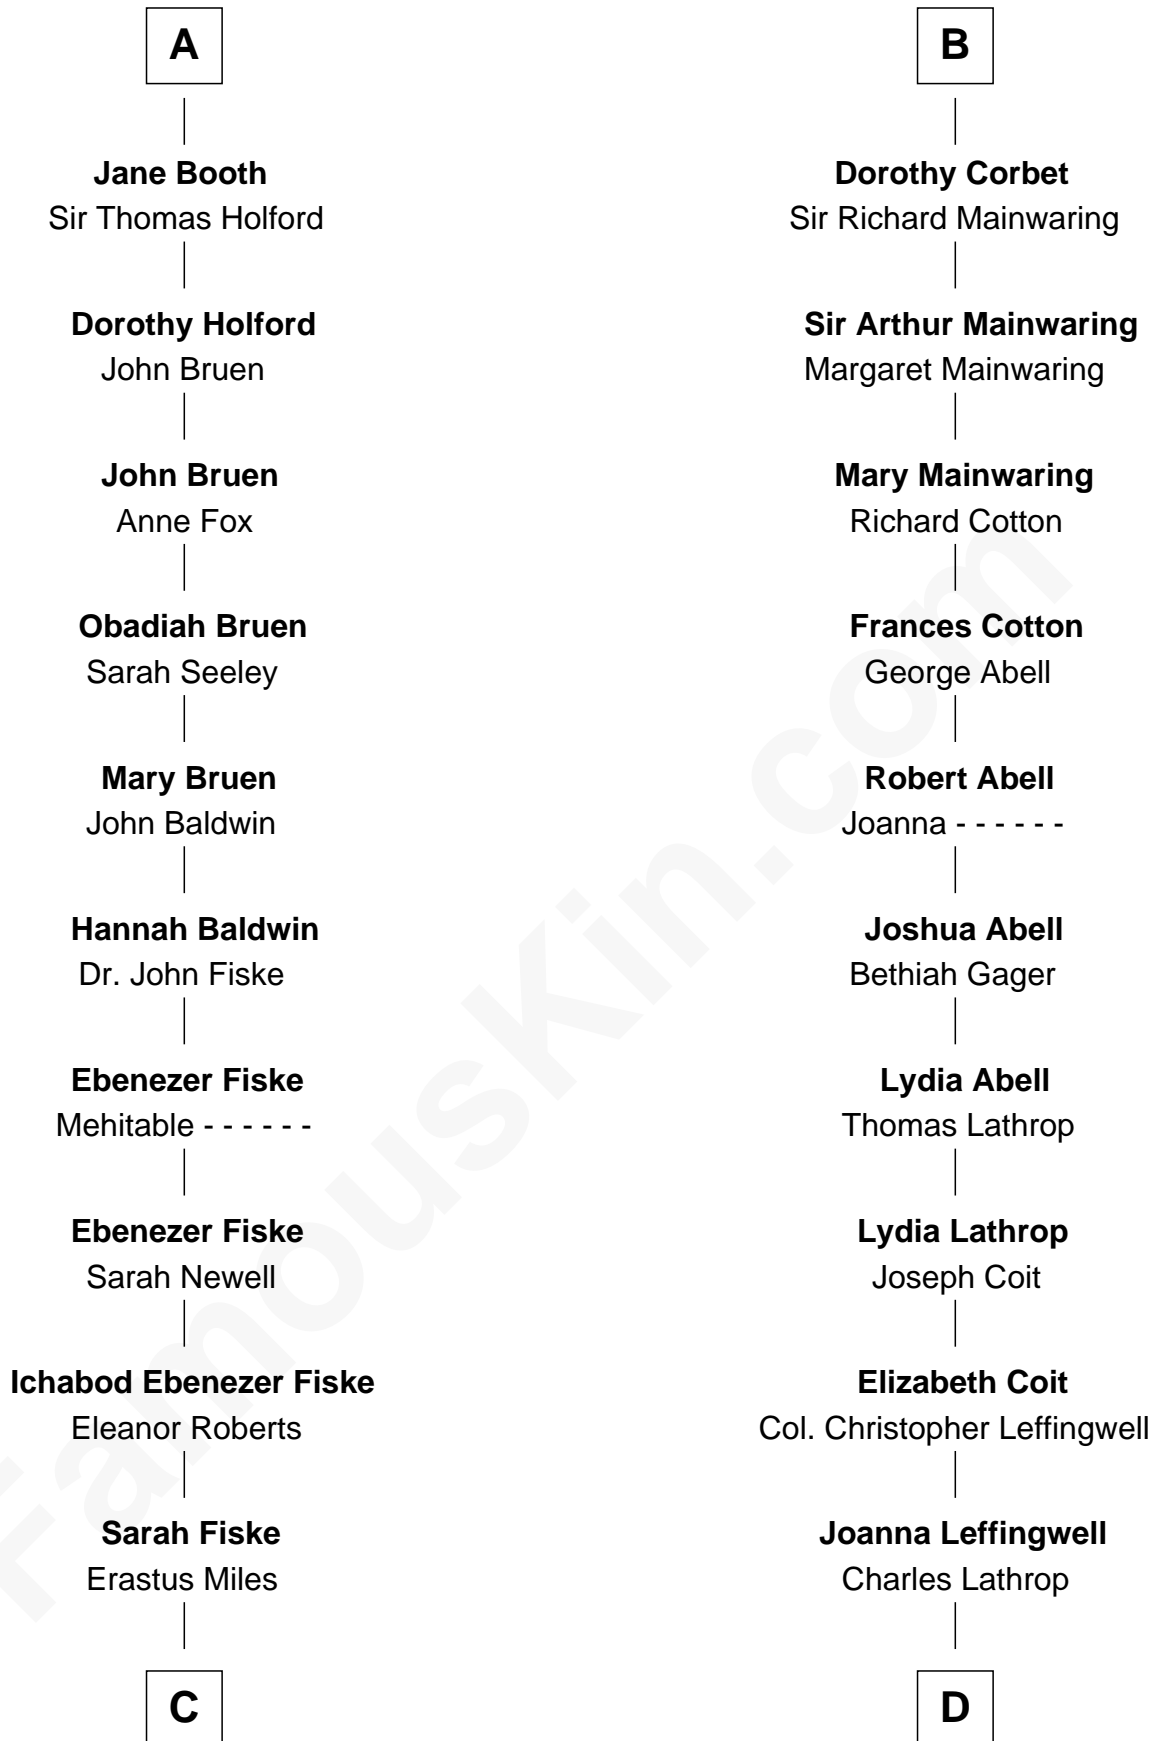 A
Jane Booth
Sir Thomas Holford
Dorothy Holford
John Bruen
John Bruen
Anne Fox
Obadiah Bruen
Sarah Seeley
Mary Bruen
John Baldwin
Hannah Baldwin
Dr. John Fiske
Ebenezer Fiske
Mehitable - - - - - -
Ebenezer Fiske
Sarah Newell
Ichabod Ebenezer Fiske
Eleanor Roberts
Sarah Fiske
Erastus Miles
C
B
Dorothy Corbet
Sir Richard Mainwaring
Sir Arthur Mainwaring
Margaret Mainwaring
Mary Mainwaring
Richard Cotton
Frances Cotton
George Abell
Robert Abell
Joanna - - - - - -
Joshua Abell
Bethiah Gager
Lydia Abell
Thomas Lathrop
Lydia Lathrop
Joseph Coit
Elizabeth Coit
Col. Christopher Leffingwell
Joanna Leffingwell
Charles Lathrop
D
FamousKin.com